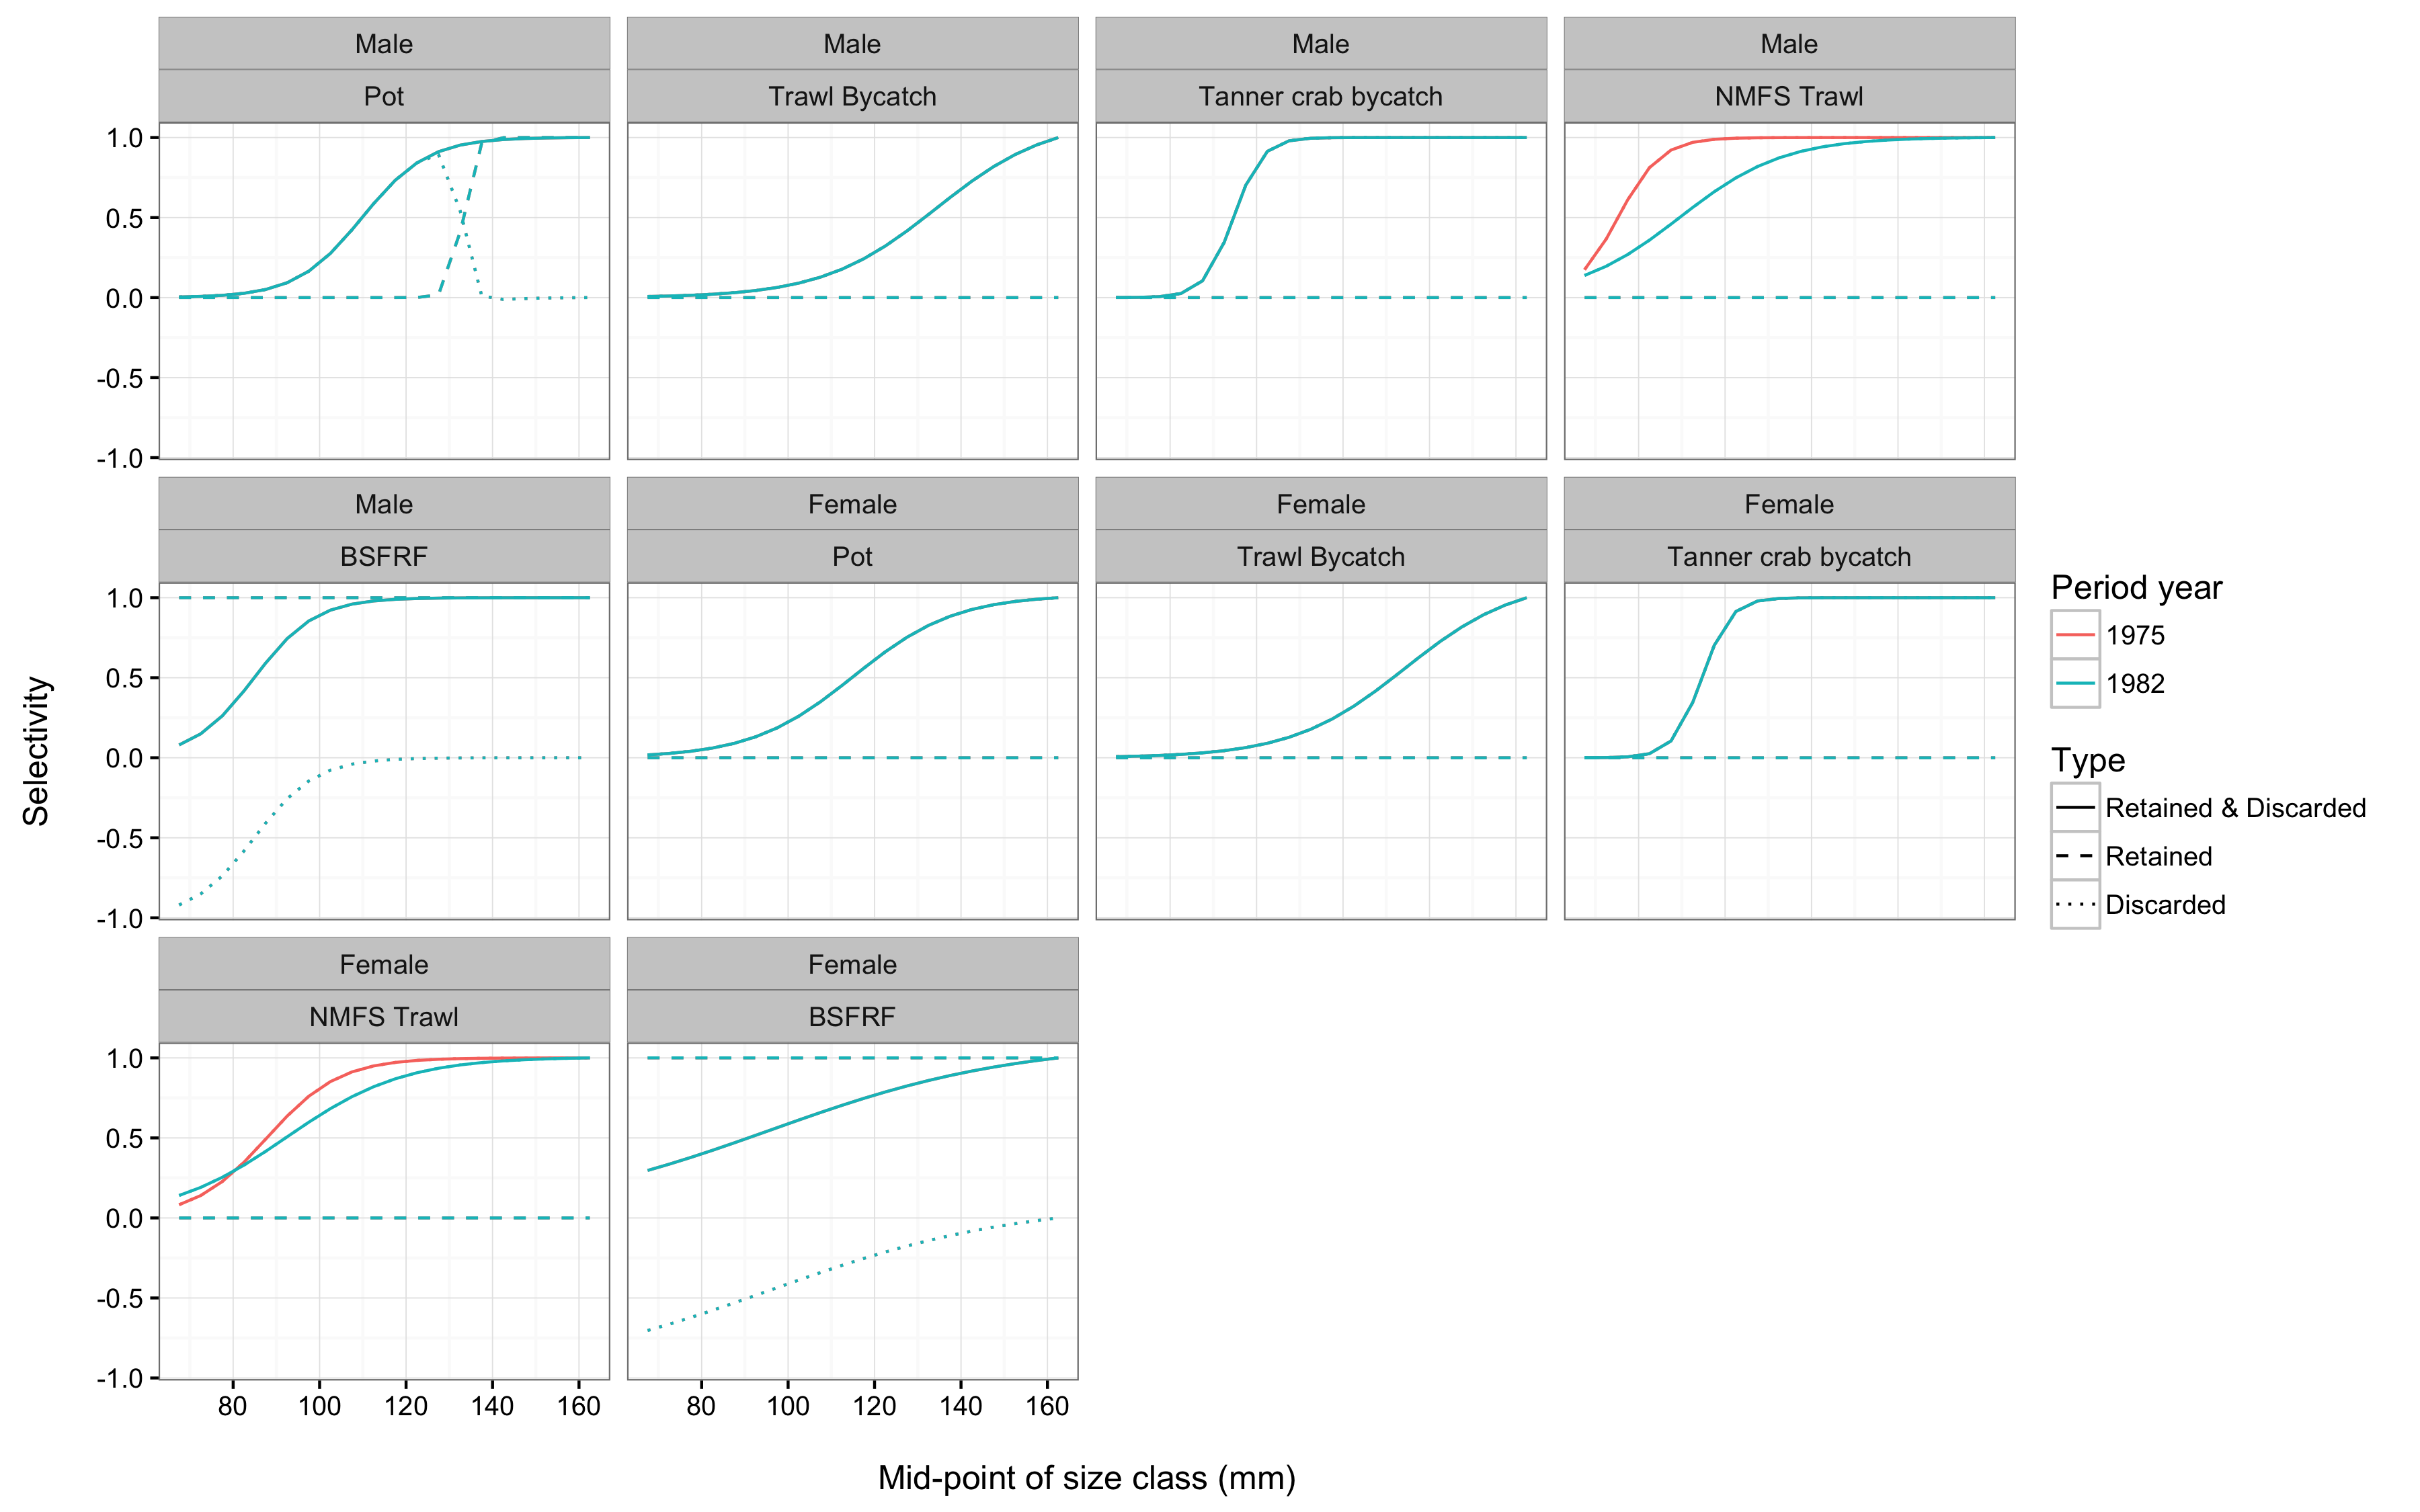 Male Male Male Male
Pot Trawl Bycatch Tanner crab bycatch NMFS Trawl
1.0
0.5
0.0
-0.5
-1.0
Male Female Female Female
BSFRF Pot Trawl Bycatch Tanner crab bycatch
1.0
0.5
0.0
-0.5
-1.0
Selectivity
Period year
1975
1982
Type
Retained & Discarded
Retained
Discarded
Female Female
NMFS Trawl BSFRF
1.0
0.5
0.0
-0.5
-1.0
80 100 120 140 160 80 100 120 140 160
Mid-point of size class (mm)